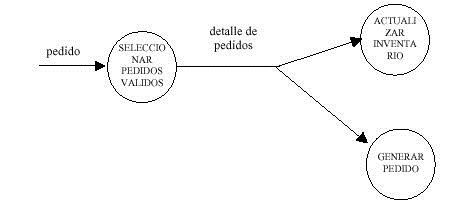 pedido
SELECCIO
NAR
PEDIDOS
VALIDOS
detalle de
pedidos
ACTUALI
ZAR
INVENTA
RIO
GENERAR
PEDIDO